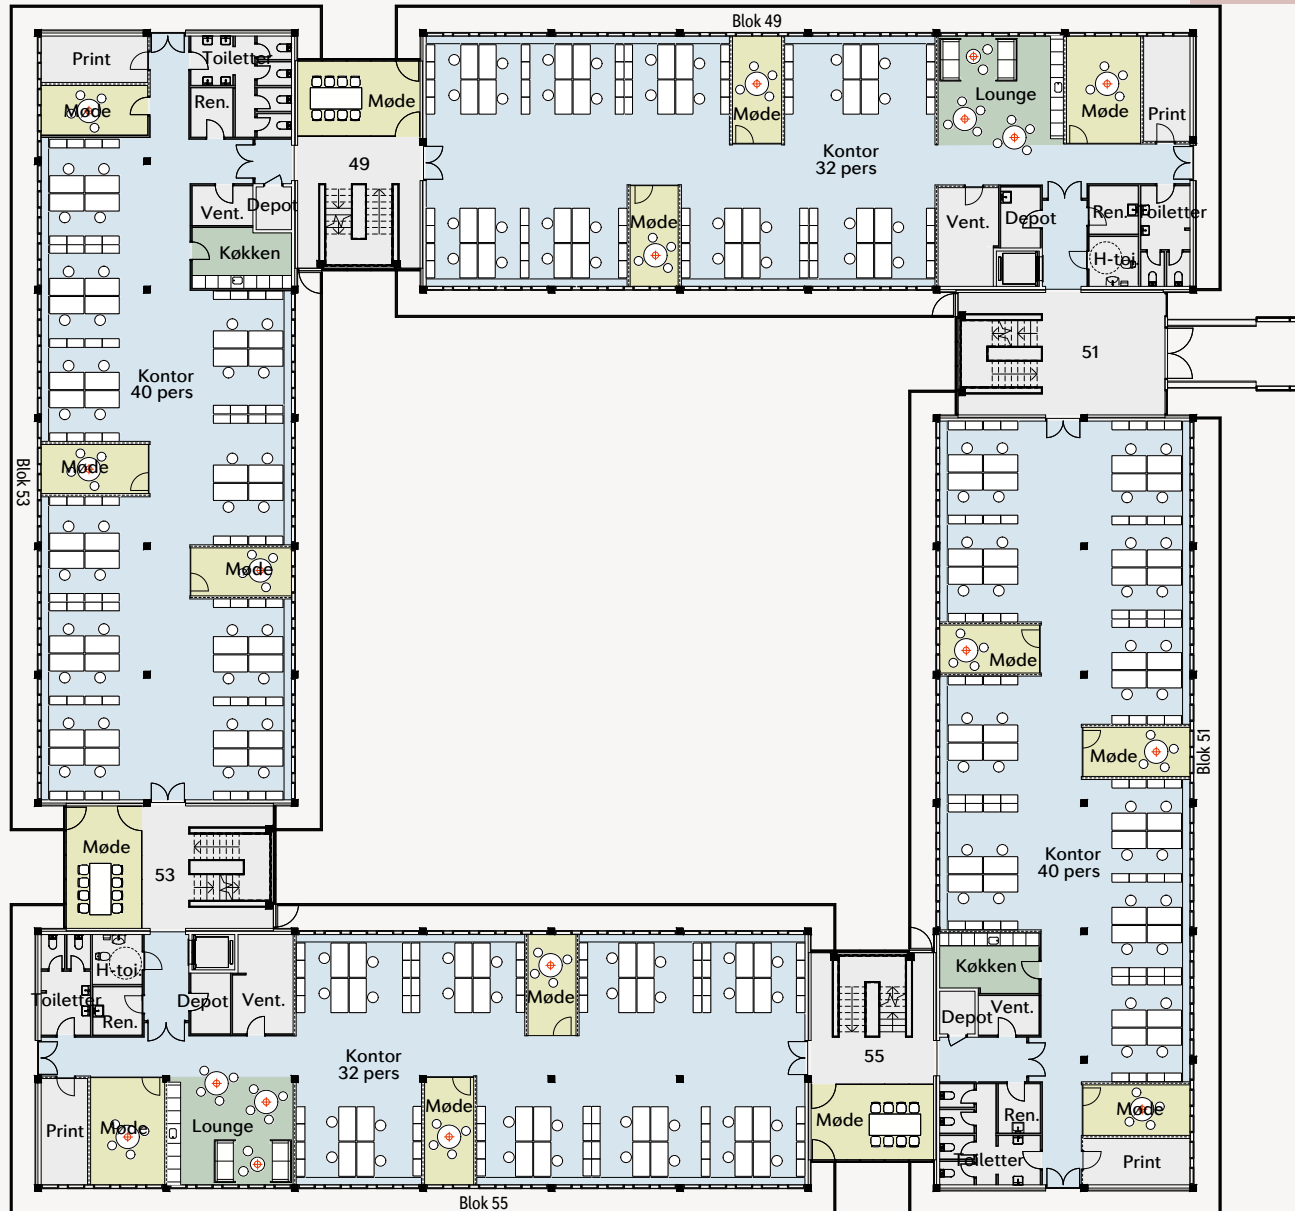 Blok 49
Print
Toiletter
Møde
Ren.
Møde
Møde
Lounge
Møde
Print
49
Kontor
32 pers
Vent.
Depot
Køkken
Møde
Vent.
Depot
Ren.
Toiletter
H-toi.
51
Kontor
40 pers
Blok 53
Møde
Møde
Møde
Møde
Blok 51
Møde
53
Kontor
40 pers
Køkken
H-toi.
Toiletter
Ren.
Depot
Vent.
Møde
Vent.
Depot
Kontor
32 pers
55
Print
Møde
Lounge
Møde
Møde
Ren.
Møde
Toiletter
Print
Blok 55